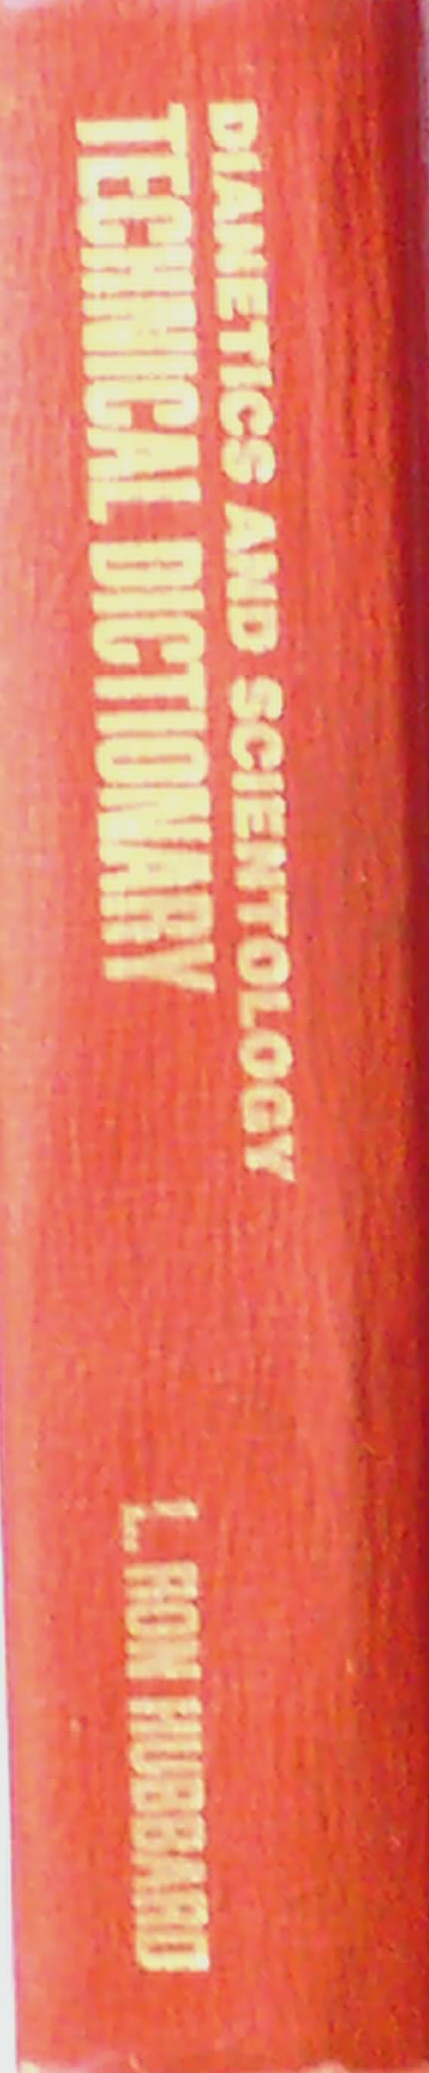 DIANETICS AND SCIENTOLOGY
TECHNICAL DICTIONARY
L. RON HUBBARD